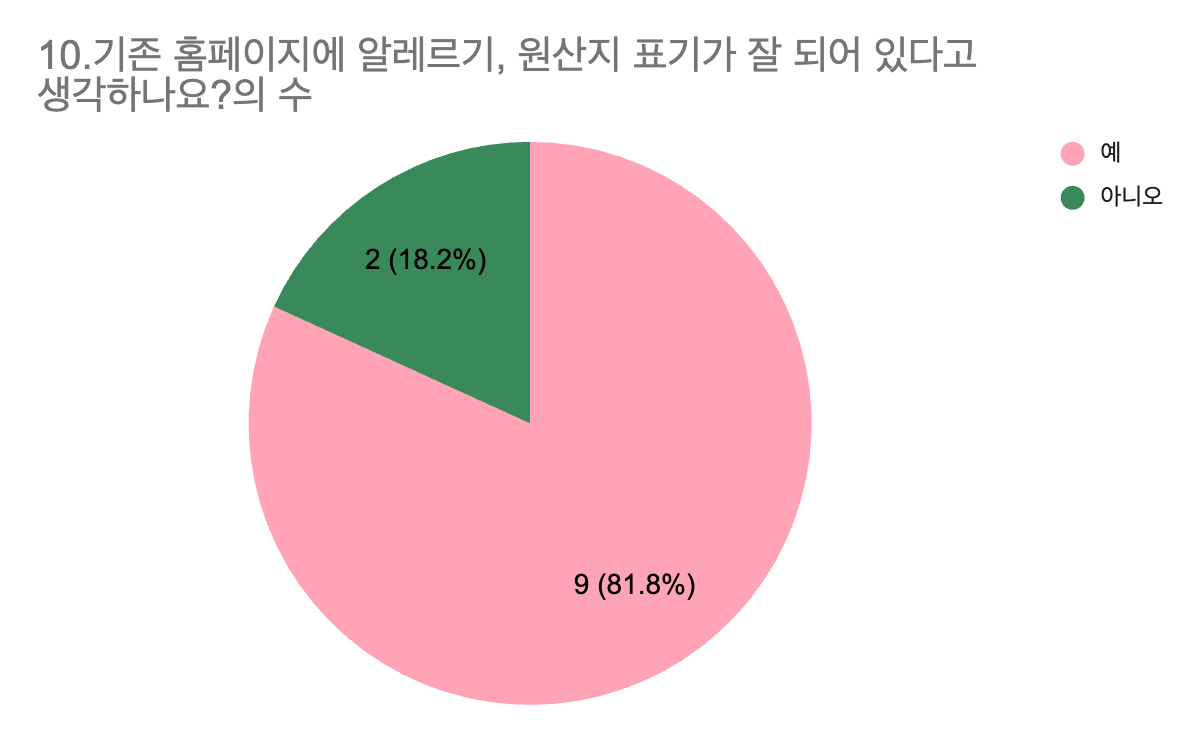 10.기존 홈페이지에 알레르기, 원산지 표기가 잘 되어 있다고
생각하나요?의 수
예
아니오
2 (18.2%)
9 (81.8%)